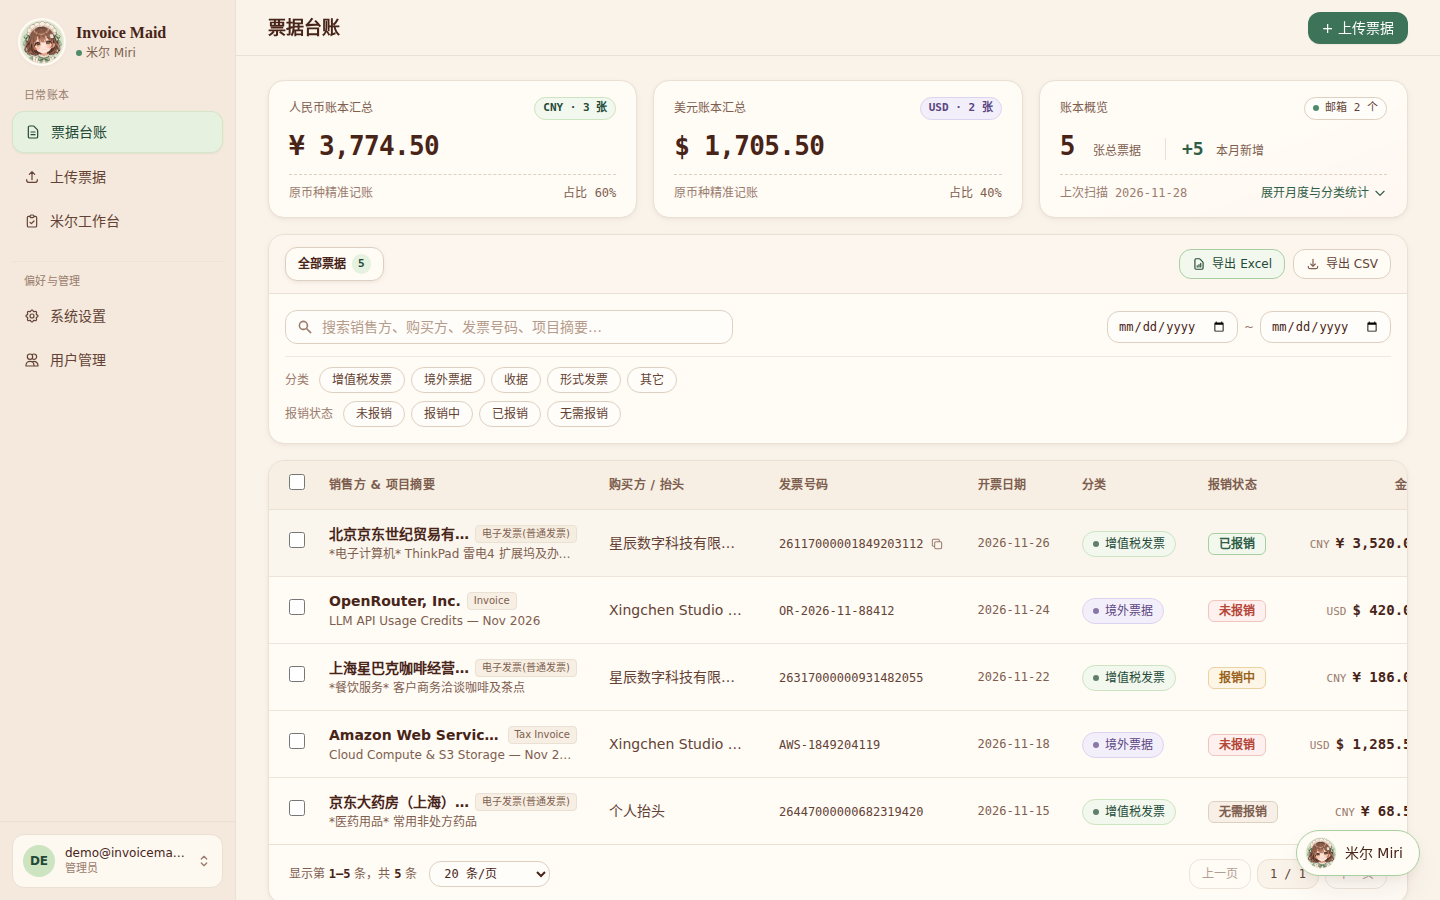 Invoice Maid
米尔 Miri
日常账本
票据台账
上传票据
米尔工作台
偏好与管理
系统设置
用户管理
DE
demo@invoicema...
管理员
票据台账
+ 上传票据
人民币账本汇总
CNY · 3 张
¥ 3,774.50
原币种精准记账
占比 60%
美元账本汇总
USD · 2 张
$ 1,705.50
原币种精准记账
占比 40%
账本概览
邮箱 2 个
5 张总票据
+5 本月新增
上次扫描 2026-11-28
展开月度与分类统计
全部票据 5
导出 Excel
导出 CSV
搜索销售方、购买方、发票号码、项目摘要...
mm/dd/yyyy ~ mm/dd/yyyy
分类 增值税发票 境外票据 收据 形式发票 其它
报销状态 未报销 报销中 已报销 无需报销
销售方 & 项目摘要 购买方 / 抬头 发票号码 开票日期 分类 报销状态 金
北京京东世纪贸易有... 电子发票(普通发票)
*电子计算机* ThinkPad 雷电4 扩展坞及办...
星辰数字科技有限... 26117000001849203112 2026-11-26 增值税发票 已报销 CNY ¥ 3,520.0
OpenRouter, Inc. Invoice
LLM API Usage Credits — Nov 2026
Xingchen Studio ... OR-2026-11-88412 2026-11-24 境外票据 未报销 USD $ 420.0
上海星巴克咖啡经营... 电子发票(普通发票)
*餐饮服务* 客户商务洽谈咖啡及茶点
星辰数字科技有限... 26317000000931482055 2026-11-22 增值税发票 报销中 CNY ¥ 186.0
Amazon Web Servic... Tax Invoice
Cloud Compute & S3 Storage — Nov 2...
Xingchen Studio ... AWS-1849204119 2026-11-18 境外票据 未报销 USD $ 1,285.5
京东大药房（上海）... 电子发票(普通发票)
*医药用品* 常用非处方药品
个人抬头 26447000000682319420 2026-11-15 增值税发票 无需报销 CNY ¥ 68.5
显示第 1–5 条，共 5 条
20 条/页
上一页
1 / 1
米尔 Miri